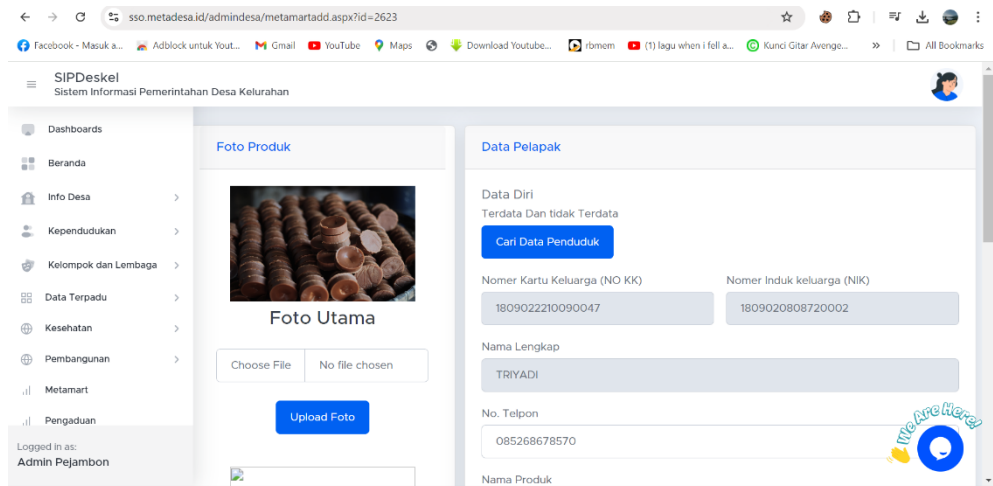 sso.metadesa.id/admindesa/metamartadd.aspx?id=2623
Facebook - Masuk a...
Adblock untuk Yout...
Gmail
YouTube
Maps
Download Youtube...
rbmem
(1) lagu when i fell a...
Kunci Gitar Avenge...
»
All Bookmarks
SIPDeskel
Sistem Informasi Pemerintahan Desa Kelurahan
Dashboards
Beranda
Info Desa
Kependudukan
Kelompok dan Lembaga
Data Terpadu
Kesehatan
Pembangunan
Metamart
Pengaduan
Logged in as:
Admin Pejambon
Foto Produk
Foto Utama
Choose File No file chosen
Upload Foto
Data Pelapak
Data Diri
Terdata Dan tidak Terdata
Cari Data Penduduk
Nomer Kartu Keluarga (NO KK)
1809022210090047
Nomer Induk keluarga (NIK)
1809020808720002
Nama Lengkap
TRIYADI
No. Telpon
085268678570
Nama Produk
We Are Here!